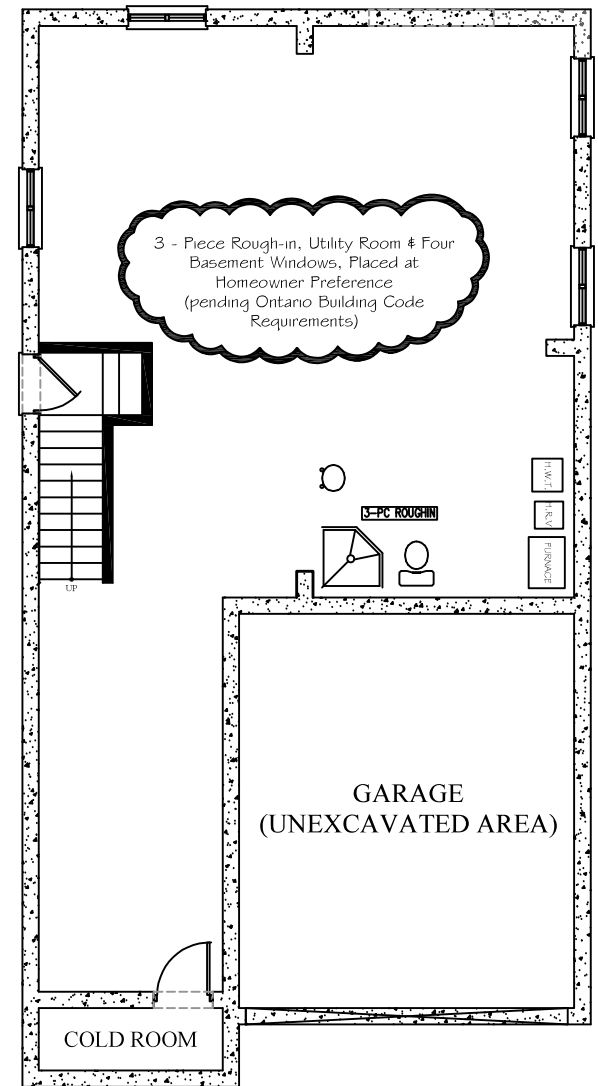 3 - Piece Rough-in, Utility Room & Four
Basement Windows, Placed at
Homeowner Preference
(pending Ontario Building Code
Requirements)
H.W.T.
3-PC ROUGHIN
H.R.V
FURNACE
UP
GARAGE
(UNEXCAVATED AREA)
COLD ROOM